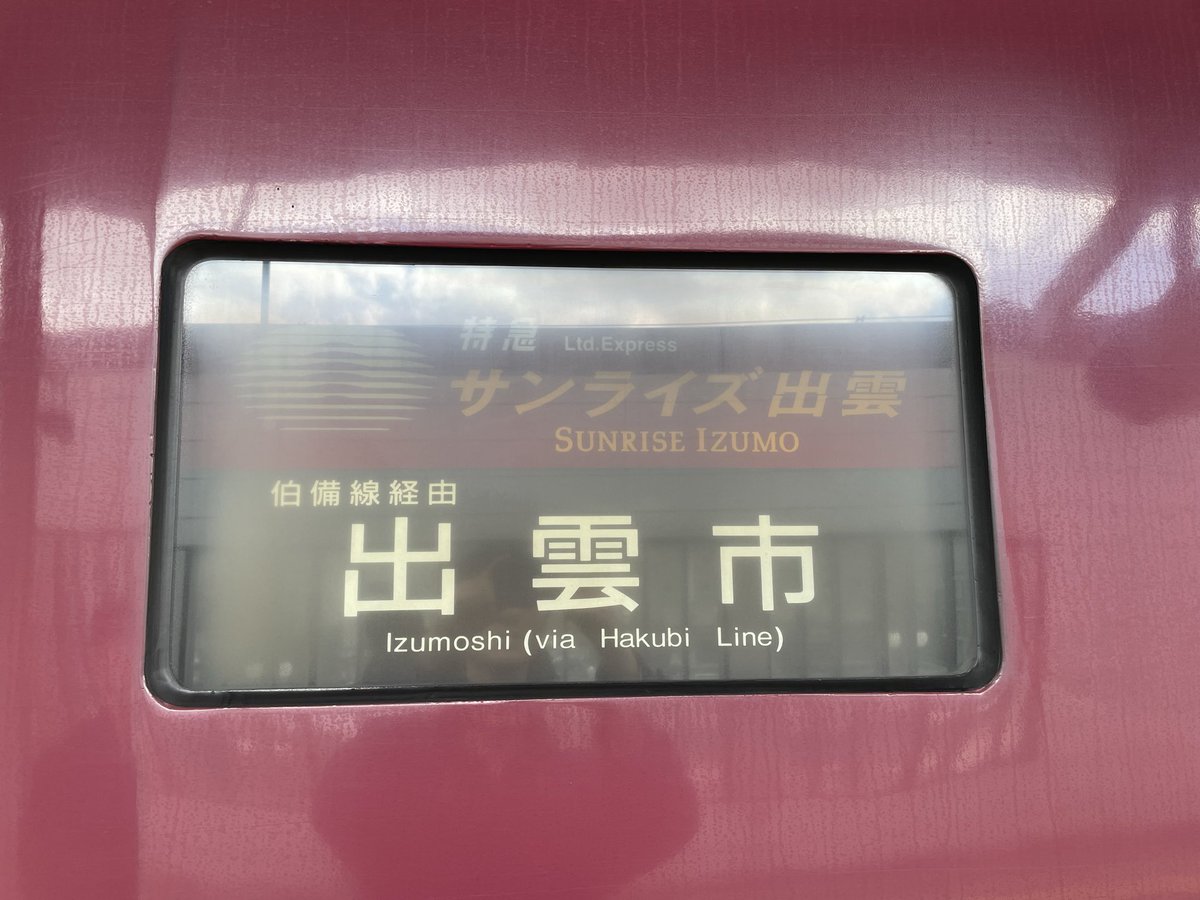 特急 Ltd.Express
サンライズ出雲
SUNRISE IZUMO
伯備線経由
出雲市
Izumoshi (via Hakubi Line)